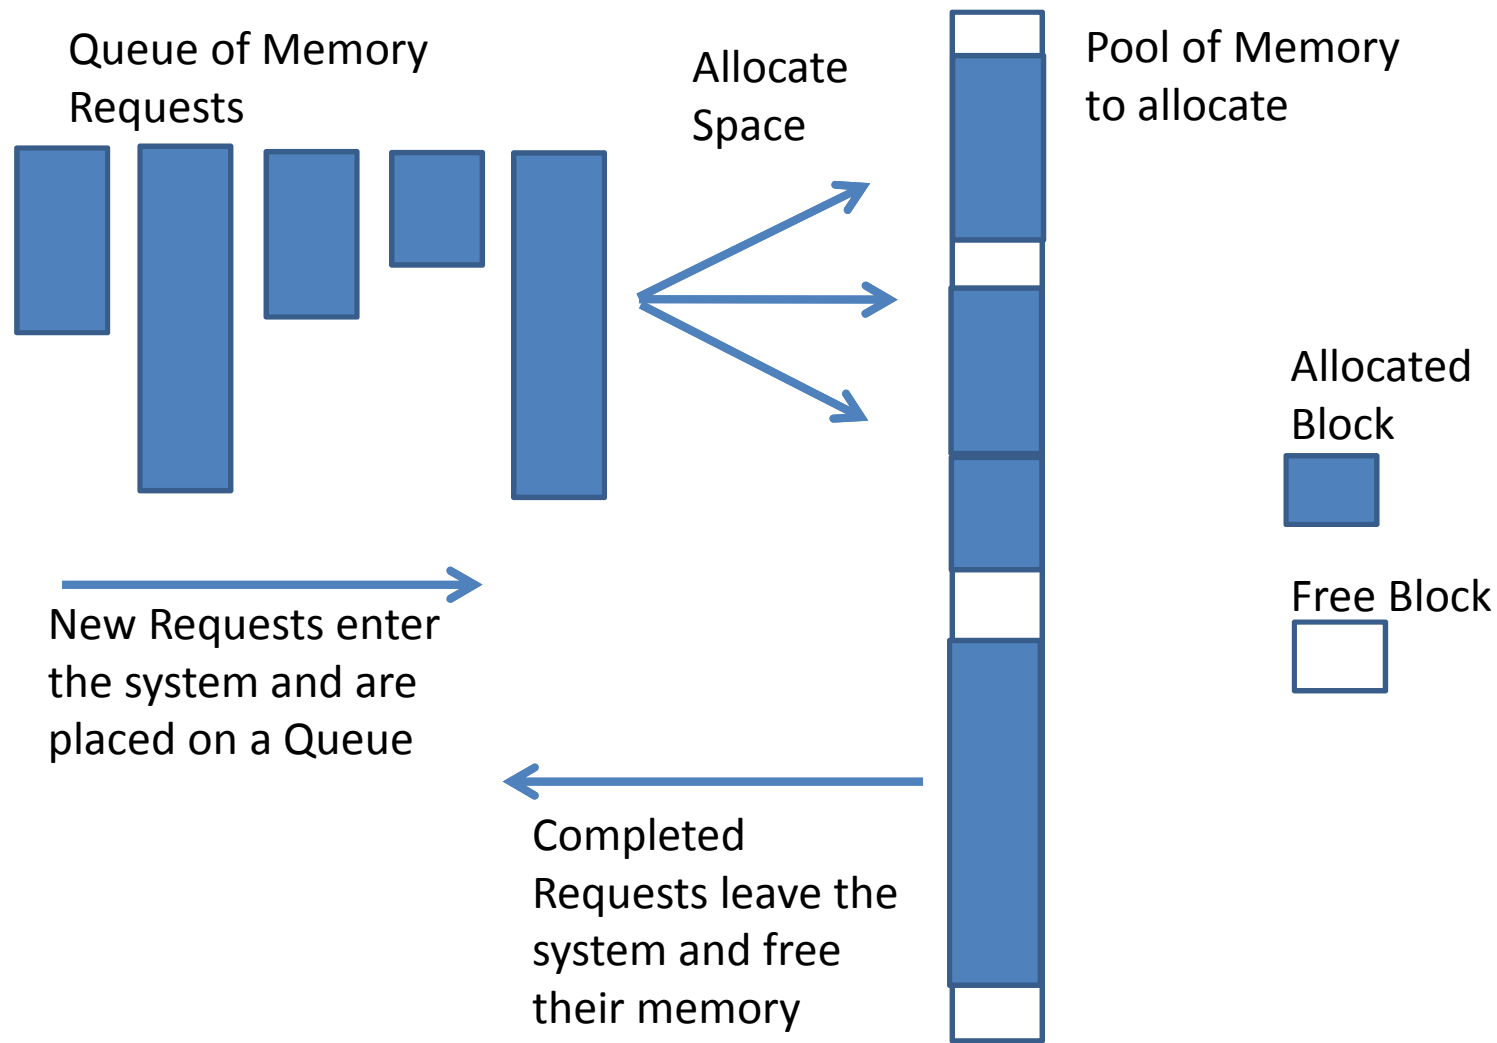 Queue of Memory
Requests
Allocate
Space
Pool of Memory
to allocate
Allocated
Block
Free Block
New Requests enter
the system and are
placed on a Queue
Completed
Requests leave the
system and free
their memory